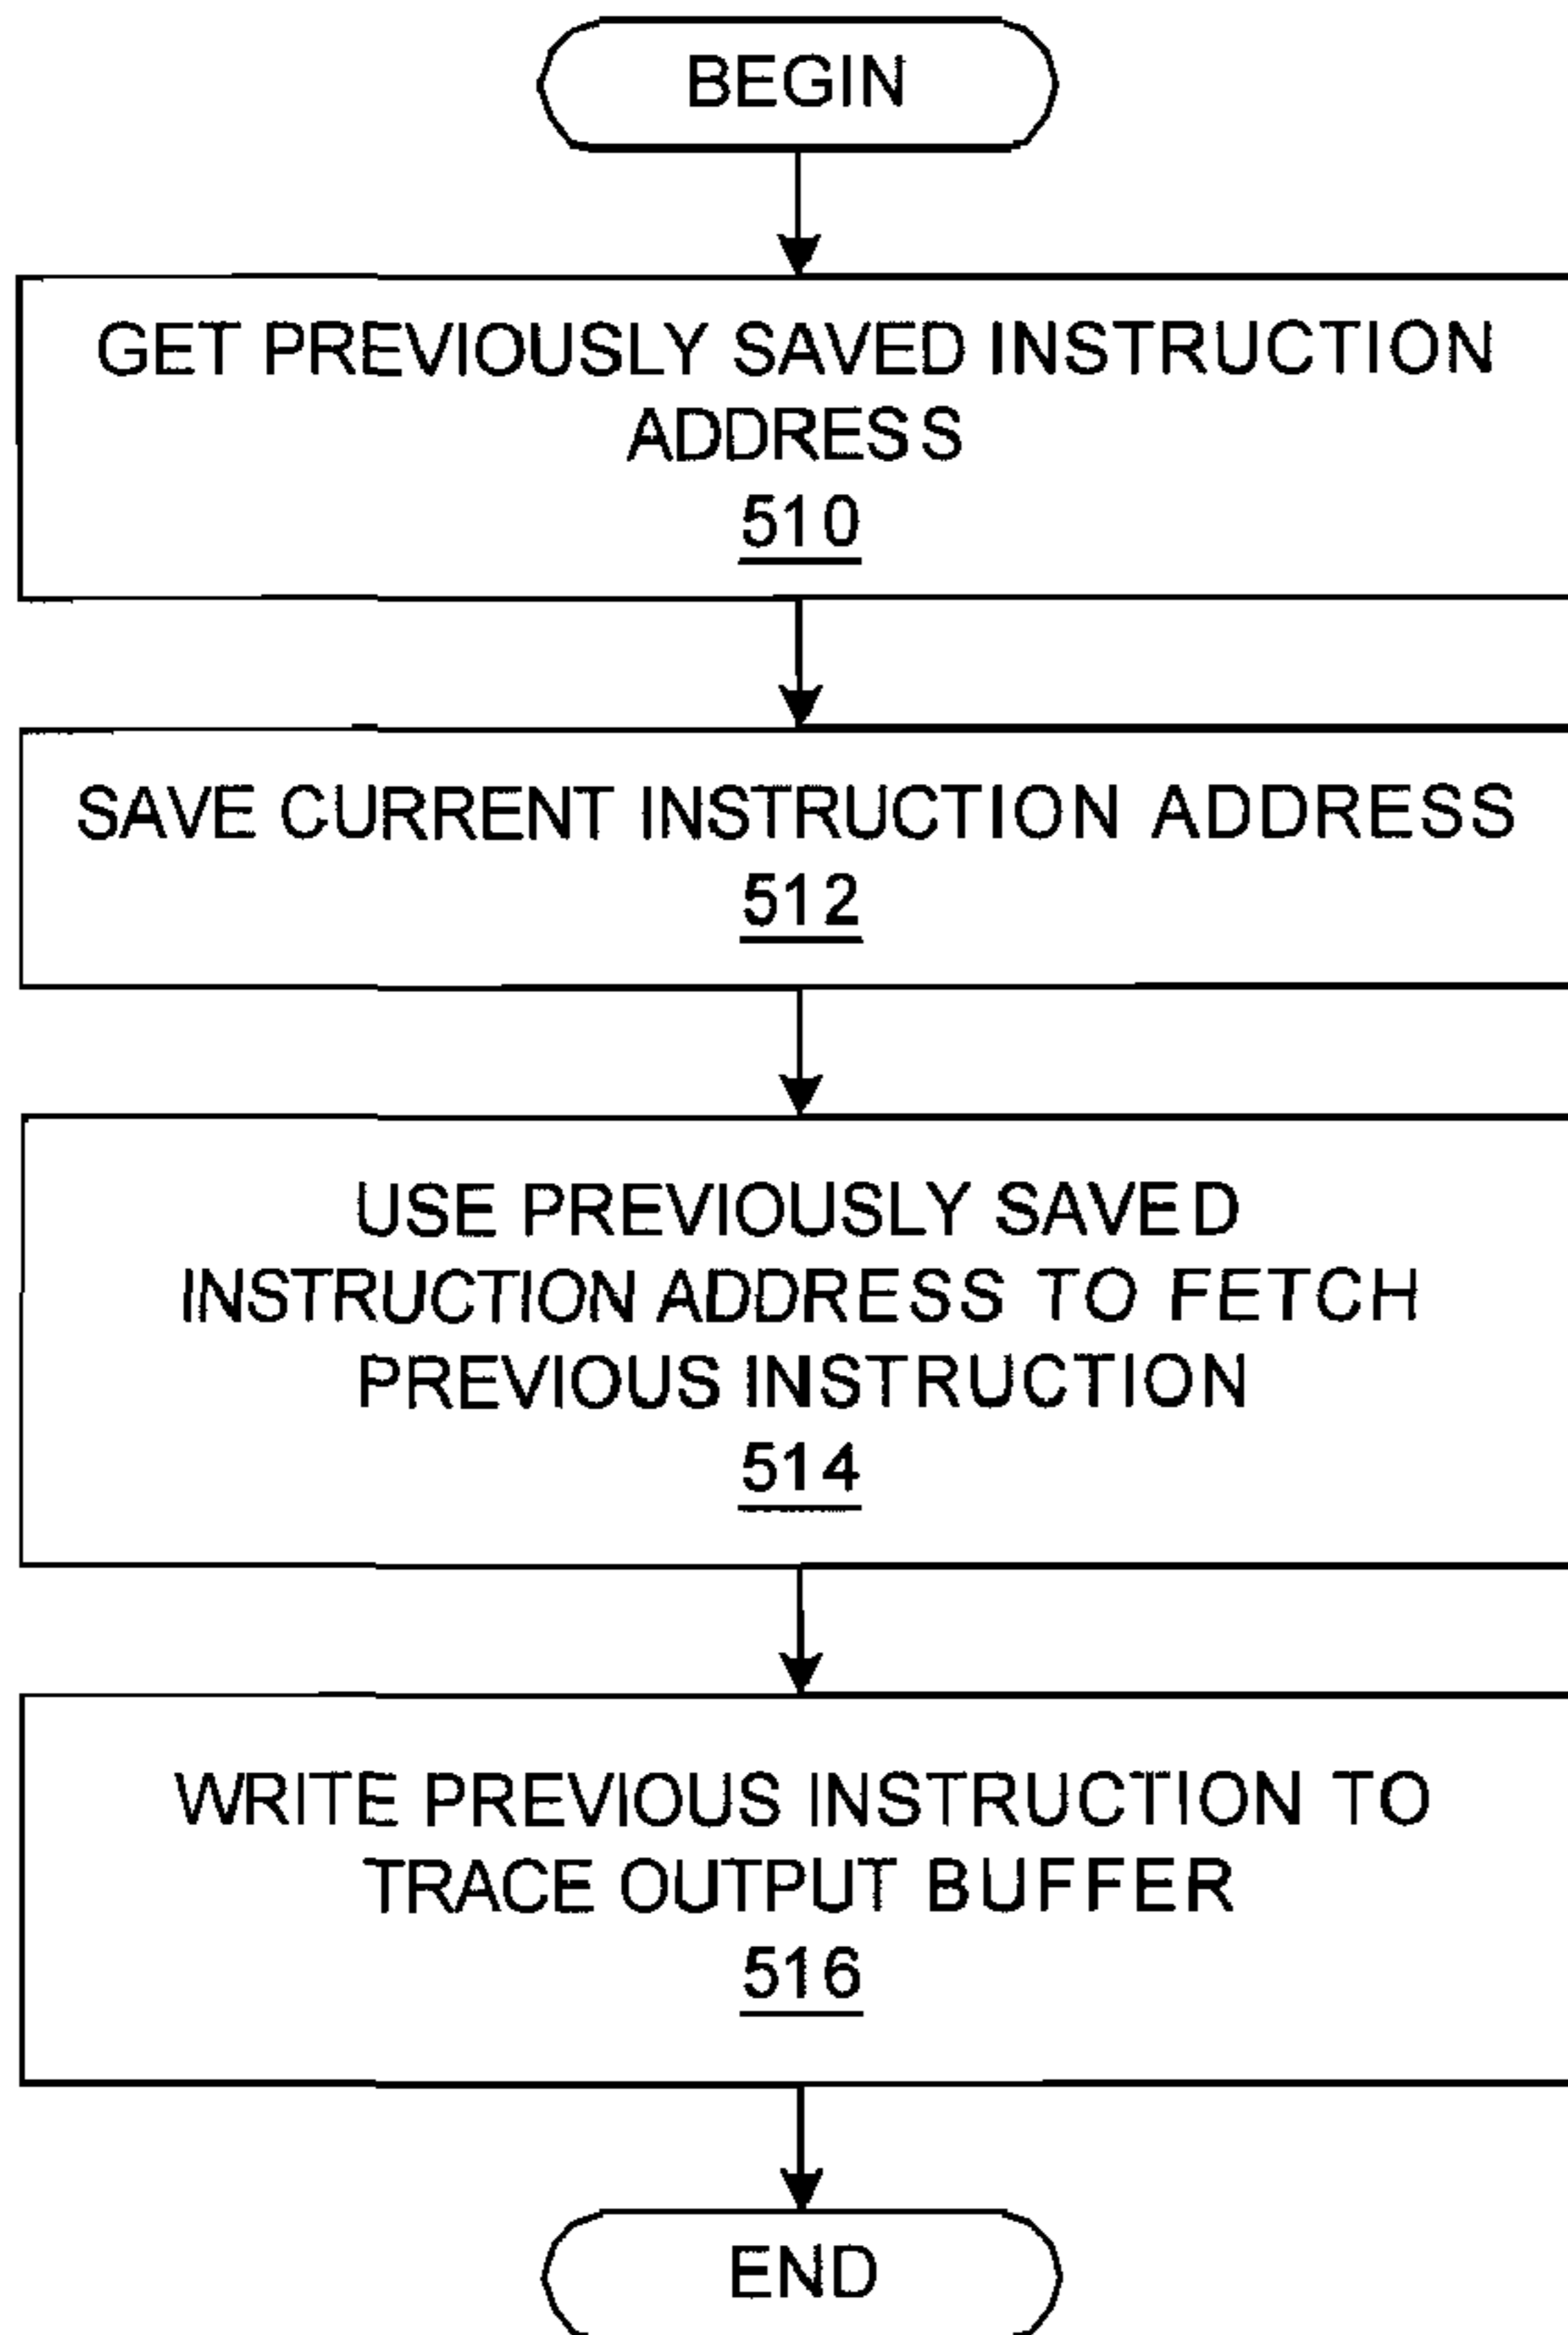 BEGIN
GET PREVIOUSLY SAVED INSTRUCTION
ADDRESS
510
SAVE CURRENT INSTRUCTION ADDRESS
512
USE PREVIOUSLY SAVED
INSTRUCTION ADDRESS TO FETCH
PREVIOUS INSTRUCTION
514
WRITE PREVIOUS INSTRUCTION TO
TRACE OUTPUT BUFFER
516
END